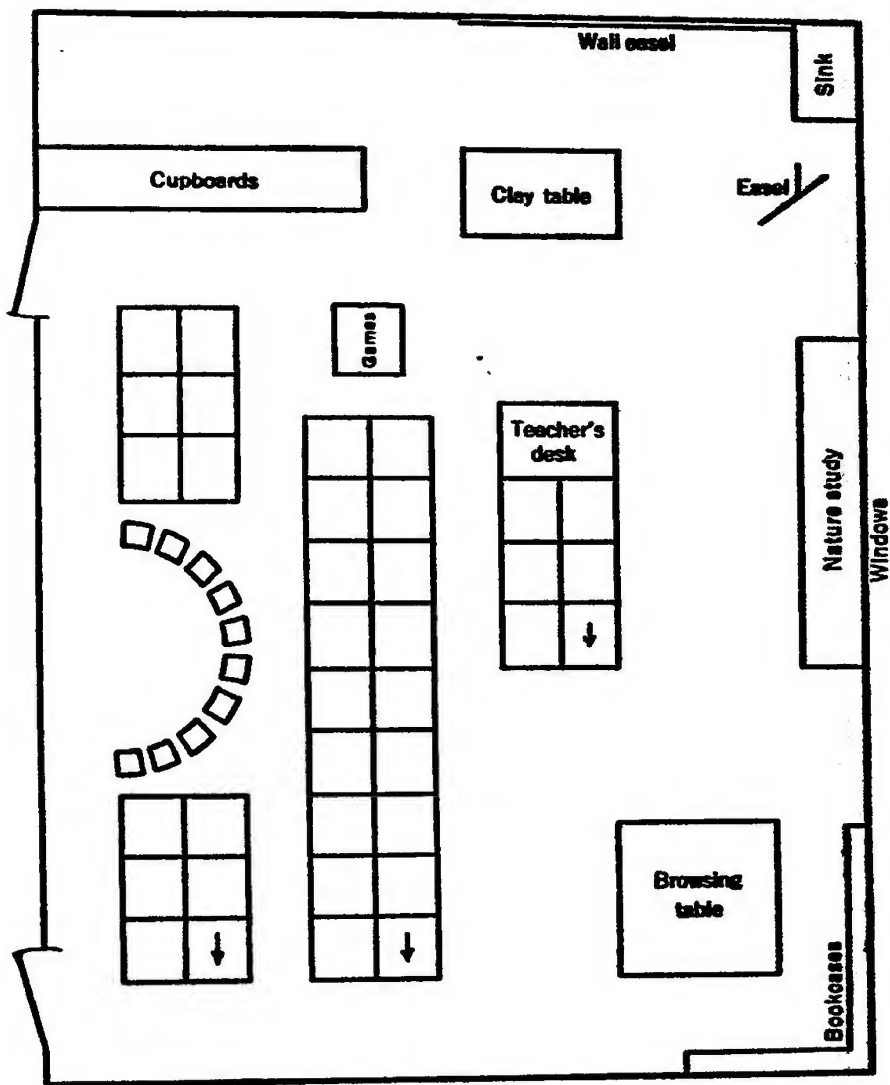 Wall easel
Sink
Cupboards
Clay table
Easel
Games
Teacher's
desk
Nature study
Windows
Browsing
table
Bookcases